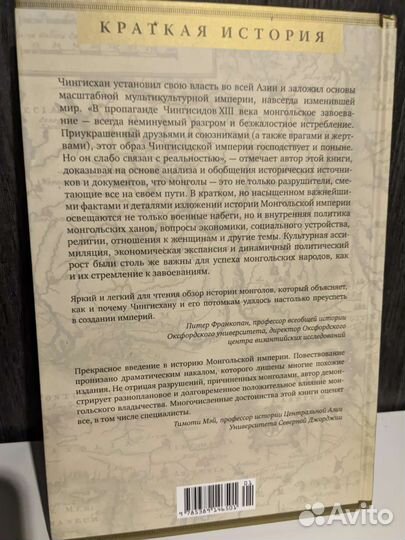 КРАТКАЯ ИСТОРИЯ
Чингисхан установил свою власть во всей Азии и заложил основы
масштабной мультикультурной империи, навсегда изменившей
мир. «В пропаганде Чингисидов XIII века монгольское завоева-
ние — всегда неминуемый разгром и безжалостное истребление.
Приукрашенный друзьями и союзниками (а также врагами и жерт-
вами), этот образ Чингисидской империи господствует и поныне.
Но он слабо связан с реальностью», — отмечает автор этой книги,
доказывая на основе анализа и обобщения исторических источни-
ков и документов, что монголы — это не только разрушители, сме-
тающие все на своем пути. В кратком, но насыщенном важнейши-
ми фактами и деталями изложении истории Монгольской империи
освещаются не только военные набеги, но и внутренняя политика
монгольских ханов, вопросы экономики, социального устройства,
религии, отношения к женщинам и другие темы. Культурная асси-
миляция, экономическая экспансия и динамичный политический
рост были столь же важны для успеха монгольских народов, как
и их стремление к завоеваниям.
Яркий и легкий для чтения обзор истории монголов, который объясняет,
как и почему Чингисхану и его потомкам удалось настолько преуспеть
в создании империй.
Питер Франкопан, профессор всеобщей истории
Оксфордского университета, директор Оксфордского
центра византийских исследований
Прекрасное введение в историю Монгольской империи. Повествование
пронизано драматическим накалом, которого лишены многие похожие
издания. Не отрицая разрушений, причиненных монголами, автор демон-
стрирует разноплановое и долговременное положительное влияние мон-
гольского владычества. Многочисленные достоинства этой книги оценят
все, в том числе специалисты.
Тимоти Мэй, профессор истории Центральной Азии
Университета Северной Джорджии
01
9 785389 196505
Avito